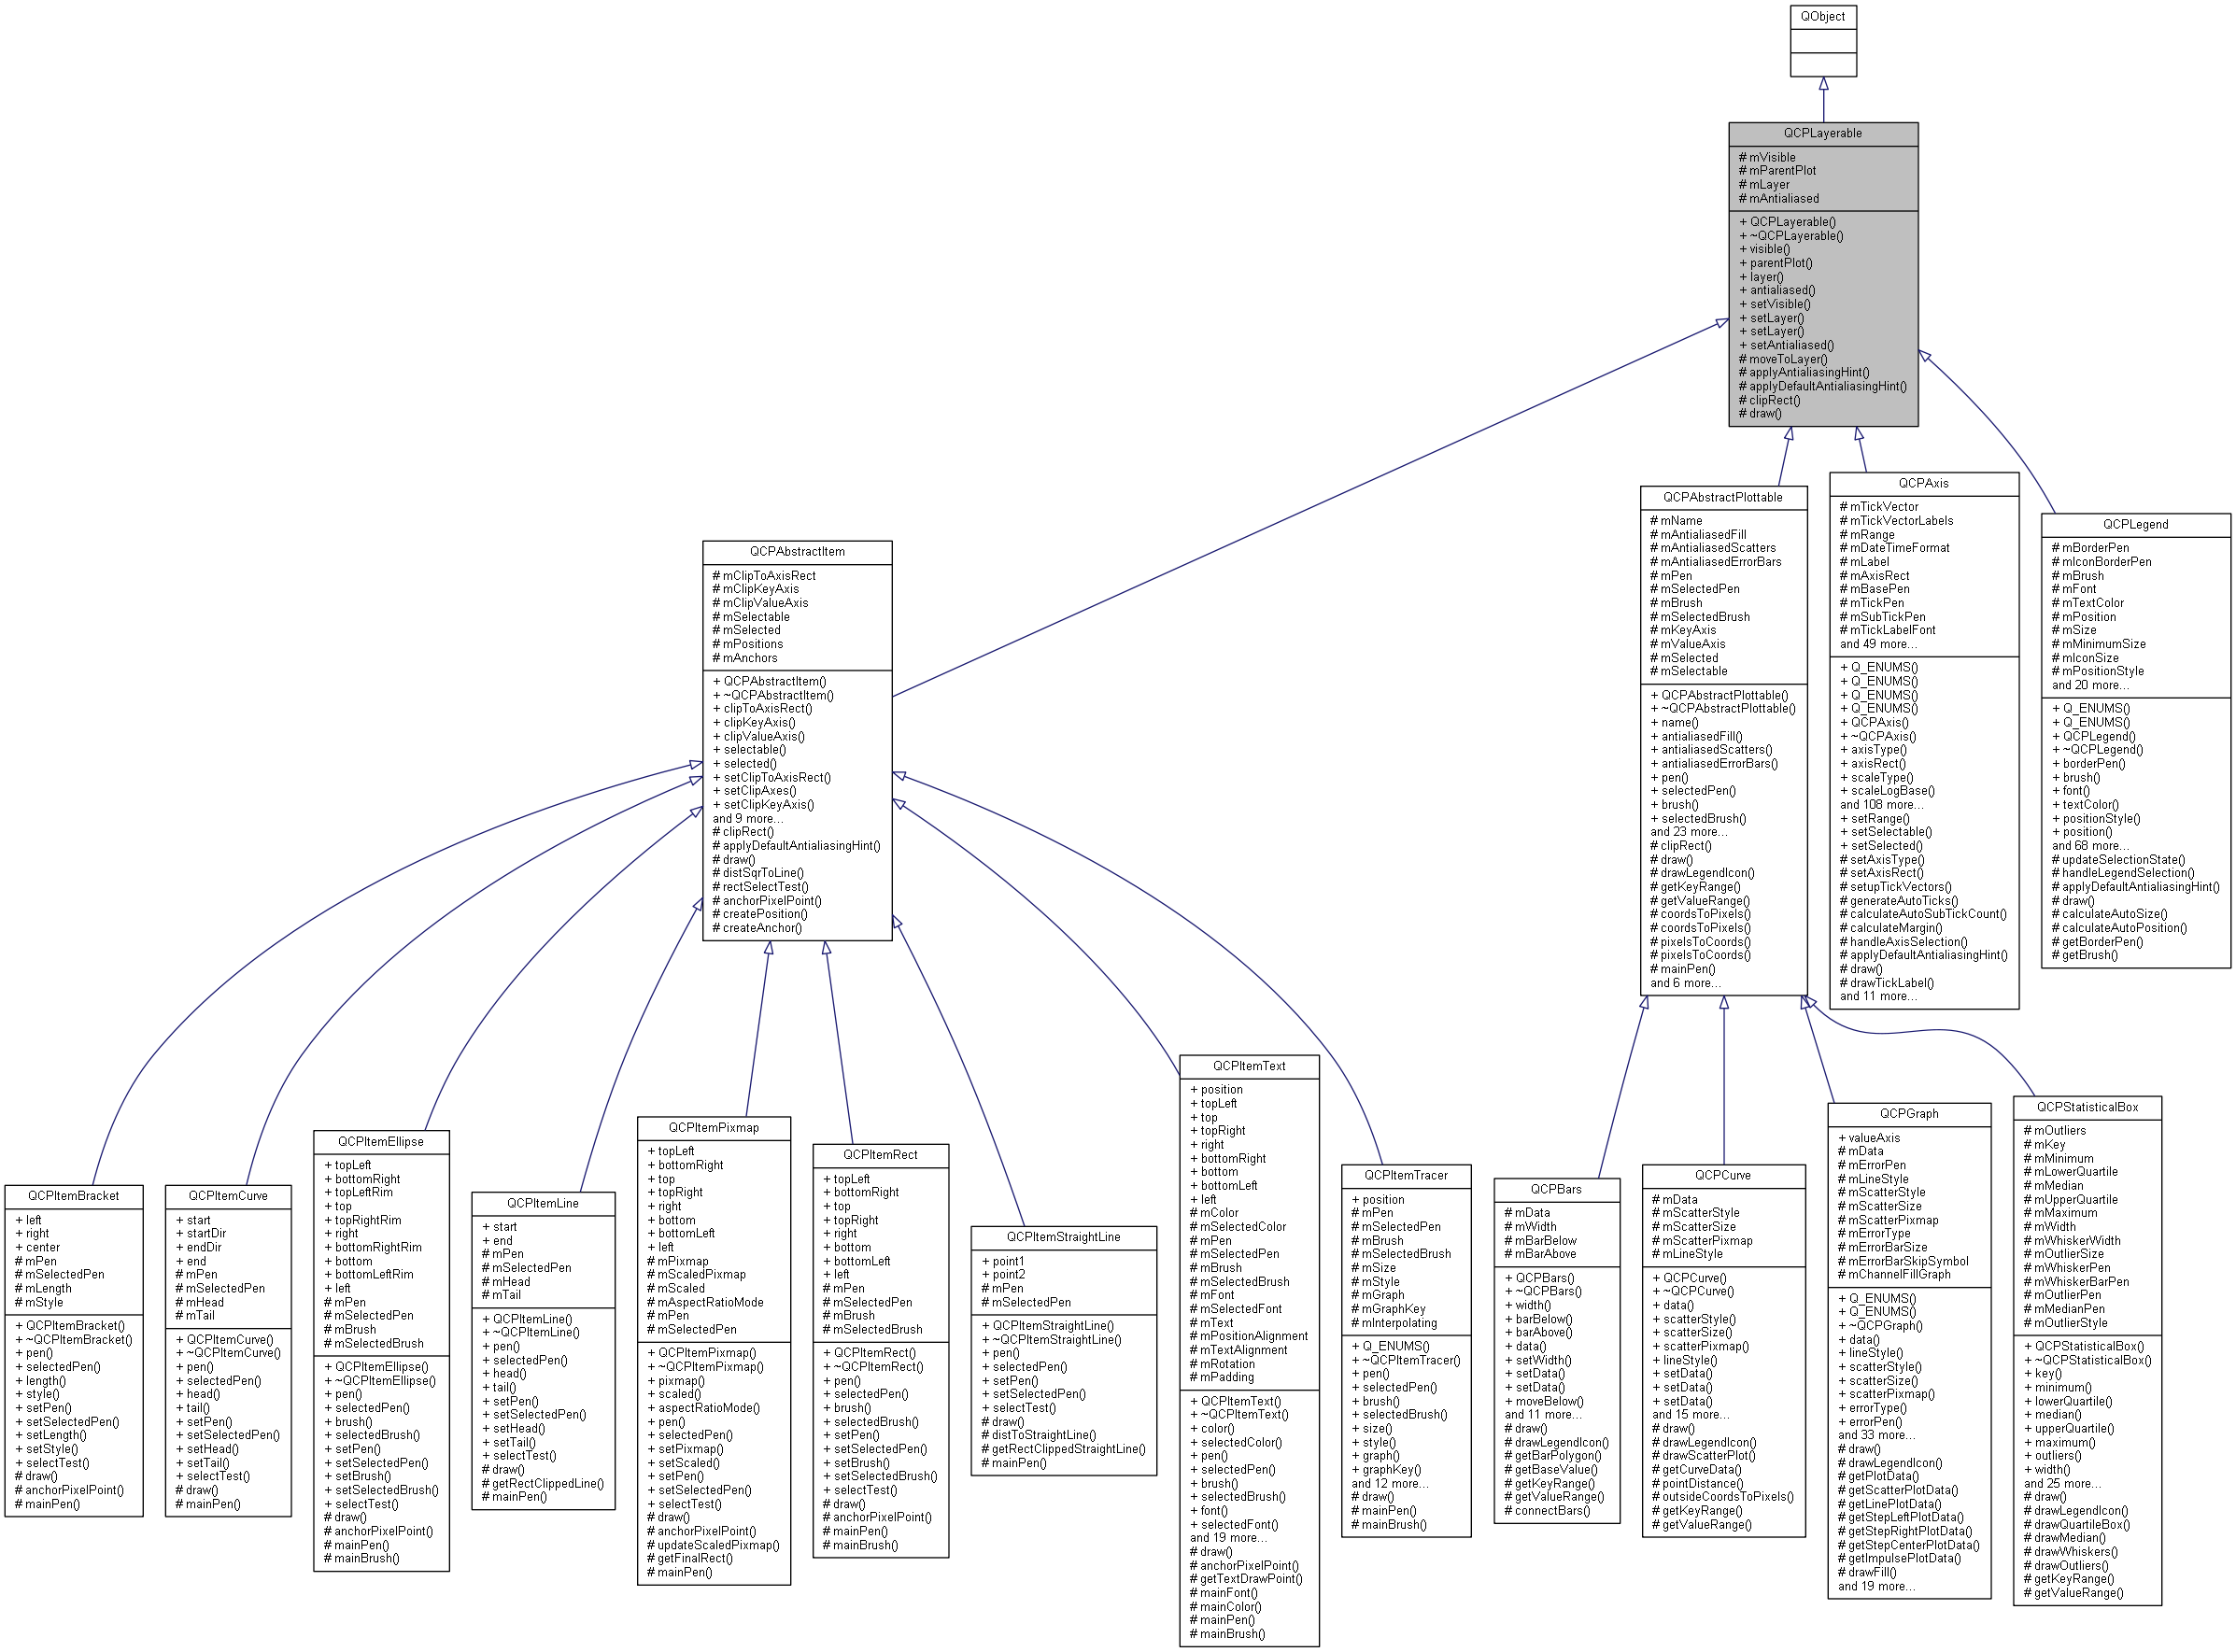 QObject
QCPLayerable
# mVisible
# mParentPlot
# mLayer
# mAntialiased
+ QCPLayerable()
+ ~QCPLayerable()
+ visible()
+ parentPlot()
+ layer()
+ antialiased()
+ setVisible()
+ setLayer()
+ setLayer()
+ setAntialiased()
# moveToLayer()
# applyAntialiasingHint()
# applyDefaultAntialiasingHint()
# clipRect()
# draw()
QCPAbstractItem
# mClipToAxisRect
# mClipKeyAxis
# mClipValueAxis
# mSelectable
# mSelected
# mPositions
# mAnchors
+ QCPAbstractItem()
+ ~QCPAbstractItem()
+ clipToAxisRect()
+ clipKeyAxis()
+ clipValueAxis()
+ selectable()
+ selected()
+ setClipToAxisRect()
+ setClipAxes()
+ setClipKeyAxis()
and 9 more...
# clipRect()
# applyDefaultAntialiasingHint()
# draw()
# distSqrToLine()
# rectSelectTest()
# anchorPixelPoint()
# createPosition()
# createAnchor()
QCPAbstractPlottable
# mName
# mAntialiasedFill
# mAntialiasedScatters
# mAntialiasedErrorBars
# mPen
# mSelectedPen
# mBrush
# mSelectedBrush
# mKeyAxis
# mValueAxis
# mSelected
# mSelectable
+ QCPAbstractPlottable()
+ ~QCPAbstractPlottable()
+ name()
+ antialiasedFill()
+ antialiasedScatters()
+ antialiasedErrorBars()
+ pen()
+ selectedPen()
+ brush()
+ selectedBrush()
and 23 more...
# clipRect()
# draw()
# drawLegendIcon()
# getKeyRange()
# getValueRange()
# coordsToPixels()
# coordsToPixels()
# pixelsToCoords()
# pixelsToCoords()
# mainPen()
and 6 more...
QCPAxis
# mTickVector
# mTickVectorLabels
# mRange
# mDateTimeFormat
# mLabel
# mAxisRect
# mBasePen
# mTickPen
# mSubTickPen
# mTickLabelFont
and 49 more...
+ Q_ENUMS()
+ Q_ENUMS()
+ Q_ENUMS()
+ Q_ENUMS()
+ QCPAxis()
+ ~QCPAxis()
+ axisType()
+ axisRect()
+ scaleType()
+ scaleLogBase()
and 108 more...
+ setRange()
+ setSelectable()
+ setSelected()
# setAxisType()
# setAxisRect()
# setupTickVectors()
# generateAutoTicks()
# calculateAutoSubTickCount()
# calculateMargin()
# handleAxisSelection()
# applyDefaultAntialiasingHint()
# draw()
# drawTickLabel()
and 11 more...
QCPLegend
# mBorderPen
# mIconBorderPen
# mBrush
# mFont
# mTextColor
# mPosition
# mSize
# mMinimumSize
# mIconSize
# mPositionStyle
and 20 more...
+ Q_ENUMS()
+ Q_ENUMS()
+ QCPLegend()
+ ~QCPLegend()
+ borderPen()
+ brush()
+ font()
+ textColor()
+ positionStyle()
+ position()
and 68 more...
# updateSelectionState()
# handleLegendSelection()
# applyDefaultAntialiasingHint()
# draw()
# calculateAutoSize()
# calculateAutoPosition()
# getBorderPen()
# getBrush()
QCPItemBracket
+ left
+ right
+ center
# mPen
# mSelectedPen
# mLength
# mStyle
+ QCPItemBracket()
+ ~QCPItemBracket()
+ pen()
+ selectedPen()
+ length()
+ style()
+ setPen()
+ setSelectedPen()
+ setLength()
+ setStyle()
+ selectTest()
# draw()
# anchorPixelPoint()
# mainPen()
QCPItemCurve
+ start
+ startDir
+ endDir
+ end
# mPen
# mSelectedPen
# mHead
# mTail
+ QCPItemCurve()
+ ~QCPItemCurve()
+ pen()
+ selectedPen()
+ head()
+ tail()
+ setPen()
+ setSelectedPen()
+ setHead()
+ setTail()
+ selectTest()
# draw()
# mainPen()
QCPItemEllipse
+ topLeft
+ bottomRight
+ topLeftRim
+ top
+ topRightRim
+ right
+ bottomRightRim
+ bottom
+ bottomLeftRim
+ left
# mPen
# mSelectedPen
# mBrush
# mSelectedBrush
+ QCPItemEllipse()
+ ~QCPItemEllipse()
+ pen()
+ selectedPen()
+ brush()
+ selectedBrush()
+ setPen()
+ setSelectedPen()
+ setBrush()
+ setSelectedBrush()
+ selectTest()
# draw()
# anchorPixelPoint()
# mainPen()
# mainBrush()
QCPItemLine
+ start
+ end
# mPen
# mSelectedPen
# mHead
# mTail
+ QCPItemLine()
+ ~QCPItemLine()
+ pen()
+ selectedPen()
+ head()
+ tail()
+ setPen()
+ setSelectedPen()
+ setHead()
+ setTail()
+ selectTest()
# draw()
# getRectClippedLine()
# mainPen()
QCPItemPixmap
+ topLeft
+ bottomRight
+ top
+ topRight
+ right
+ bottom
+ bottomLeft
+ left
# mPixmap
# mScaledPixmap
# mScaled
# mAspectRatioMode
# mPen
# mSelectedPen
+ QCPItemPixmap()
+ ~QCPItemPixmap()
+ pixmap()
+ scaled()
+ aspectRatioMode()
+ pen()
+ selectedPen()
+ setPixmap()
+ setScaled()
+ setPen()
+ setSelectedPen()
+ selectTest()
# draw()
# anchorPixelPoint()
# updateScaledPixmap()
# getFinalRect()
# mainPen()
QCPItemRect
+ topLeft
+ bottomRight
+ top
+ topRight
+ right
+ bottom
+ bottomLeft
+ left
# mPen
# mSelectedPen
# mBrush
# mSelectedBrush
+ QCPItemRect()
+ ~QCPItemRect()
+ pen()
+ selectedPen()
+ brush()
+ selectedBrush()
+ setPen()
+ setSelectedPen()
+ setBrush()
+ setSelectedBrush()
+ selectTest()
# draw()
# anchorPixelPoint()
# mainPen()
# mainBrush()
QCPItemStraightLine
+ point1
+ point2
# mPen
# mSelectedPen
+ QCPItemStraightLine()
+ ~QCPItemStraightLine()
+ pen()
+ selectedPen()
+ setPen()
+ setSelectedPen()
+ selectTest()
# draw()
# distToStraightLine()
# getRectClippedStraightLine()
# mainPen()
QCPItemText
+ position
+ topLeft
+ top
+ topRight
+ right
+ bottomRight
+ bottom
+ bottomLeft
+ left
# mColor
# mSelectedColor
# mPen
# mSelectedPen
# mBrush
# mSelectedBrush
# mFont
# mSelectedFont
# mText
# mPositionAlignment
# mTextAlignment
# mRotation
# mPadding
+ QCPItemText()
+ ~QCPItemText()
+ color()
+ selectedColor()
+ pen()
+ selectedPen()
+ brush()
+ selectedBrush()
+ font()
+ selectedFont()
and 19 more...
# draw()
# anchorPixelPoint()
# getTextDrawPoint()
# mainFont()
# mainColor()
# mainPen()
# mainBrush()
QCPItemTracer
+ position
# mPen
# mSelectedPen
# mBrush
# mSelectedBrush
# mSize
# mStyle
# mGraph
# mGraphKey
# mInterpolating
+ Q_ENUMS()
+ ~QCPItemTracer()
+ pen()
+ selectedPen()
+ brush()
+ selectedBrush()
+ size()
+ style()
+ graph()
+ graphKey()
and 12 more...
# draw()
# mainPen()
# mainBrush()
QCPBars
# mData
# mWidth
# mBarBelow
# mBarAbove
+ QCPBars()
+ ~QCPBars()
+ width()
+ barBelow()
+ barAbove()
+ data()
+ setWidth()
+ setData()
+ setData()
+ moveBelow()
and 11 more...
# draw()
# drawLegendIcon()
# getBarPolygon()
# getBaseValue()
# getKeyRange()
# getValueRange()
# connectBars()
QCPCurve
# mData
# mScatterStyle
# mScatterSize
# mScatterPixmap
# mLineStyle
+ QCPCurve()
+ ~QCPCurve()
+ data()
+ scatterStyle()
+ scatterSize()
+ scatterPixmap()
+ lineStyle()
+ setData()
+ setData()
+ setData()
and 15 more...
# draw()
# drawLegendIcon()
# drawScatterPlot()
# getCurveData()
# pointDistance()
# outsideCoordsToPixels()
# getKeyRange()
# getValueRange()
QCPGraph
+ valueAxis
# mData
# mErrorPen
# mLineStyle
# mScatterStyle
# mScatterSize
# mScatterPixmap
# mErrorType
# mErrorBarSize
# mErrorBarSkipSymbol
# mChannelFillGraph
+ Q_ENUMS()
+ Q_ENUMS()
+ ~QCPGraph()
+ data()
+ lineStyle()
+ scatterStyle()
+ scatterSize()
+ scatterPixmap()
+ errorType()
+ errorPen()
and 33 more...
# draw()
# drawLegendIcon()
# getPlotData()
# getScatterPlotData()
# getLinePlotData()
# getStepLeftPlotData()
# getStepRightPlotData()
# getStepCenterPlotData()
# getImpulsePlotData()
# drawFill()
and 19 more...
QCPStatisticalBox
# mOutliers
# mKey
# mMinimum
# mLowerQuartile
# mMedian
# mUpperQuartile
# mMaximum
# mWidth
# mWhiskerWidth
# mOutlierSize
# mWhiskerPen
# mWhiskerBarPen
# mOutlierPen
# mMedianPen
# mOutlierStyle
+ QCPStatisticalBox()
+ ~QCPStatisticalBox()
+ key()
+ minimum()
+ lowerQuartile()
+ median()
+ upperQuartile()
+ maximum()
+ outliers()
+ width()
and 25 more...
# draw()
# drawLegendIcon()
# drawQuartileBox()
# drawMedian()
# drawWhiskers()
# drawOutliers()
# getKeyRange()
# getValueRange()